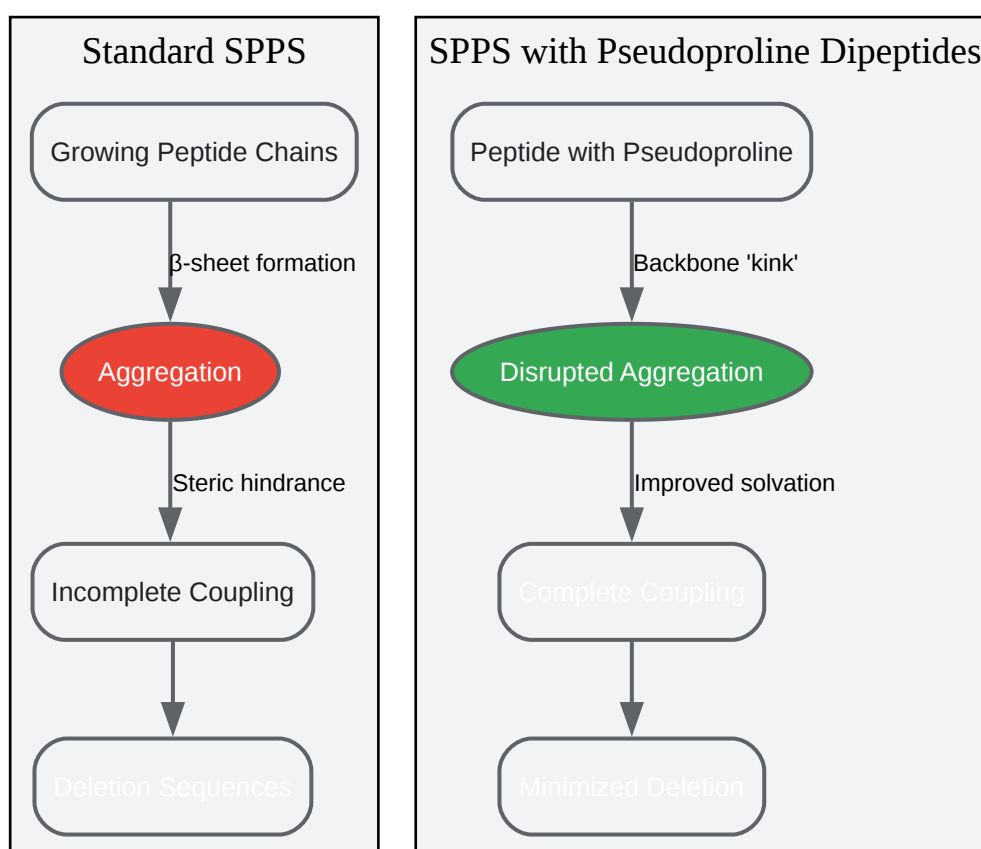 Standard SPPS
Growing Peptide Chains
β-sheet formation
Aggregation
Steric hindrance
Incomplete Coupling
Deletion Sequences
SPPS with Pseudoproline Dipeptides
Peptide with Pseudoproline
Backbone 'kink'
Disrupted Aggregation
Improved solvation
Complete Coupling
Minimized Deletion